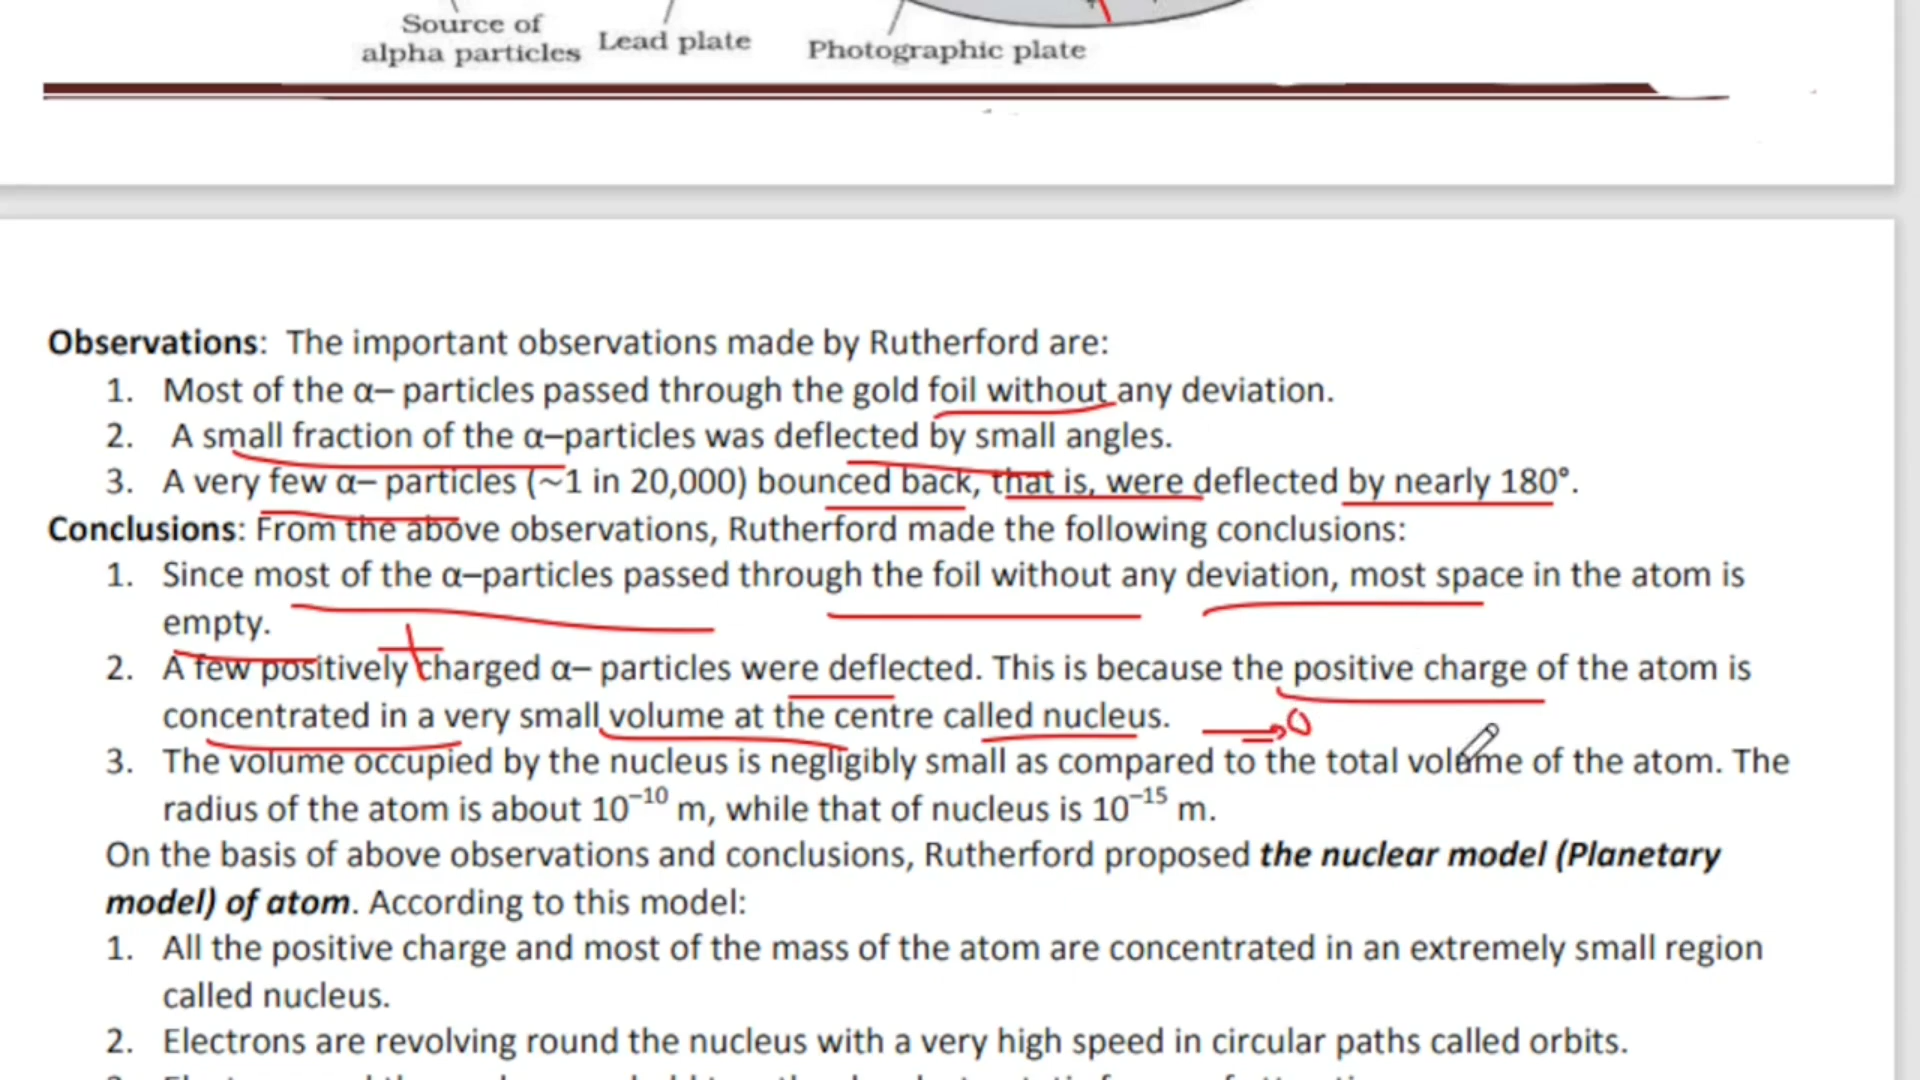 Source of
alpha particles
Lead plate
Photographic plate
Observations: The important observations made by Rutherford are:
1. Most of the α– particles passed through the gold foil without any deviation.
2. A small fraction of the α–particles was deflected by small angles.
3. A very few α– particles (~1 in 20,000) bounced back, that is, were deflected by nearly 180°.
Conclusions: From the above observations, Rutherford made the following conclusions:
1. Since most of the α–particles passed through the foil without any deviation, most space in the atom is
empty.
2. A few positively charged α– particles were deflected. This is because the positive charge of the atom is
concentrated in a very small volume at the centre called nucleus.
3. The volume occupied by the nucleus is negligibly small as compared to the total volume of the atom. The
radius of the atom is about 10⁻¹⁰ m, while that of nucleus is 10⁻¹⁵ m.
On the basis of above observations and conclusions, Rutherford proposed the nuclear model (Planetary
model) of atom. According to this model:
1. All the positive charge and most of the mass of the atom are concentrated in an extremely small region
called nucleus.
2. Electrons are revolving round the nucleus with a very high speed in circular paths called orbits.